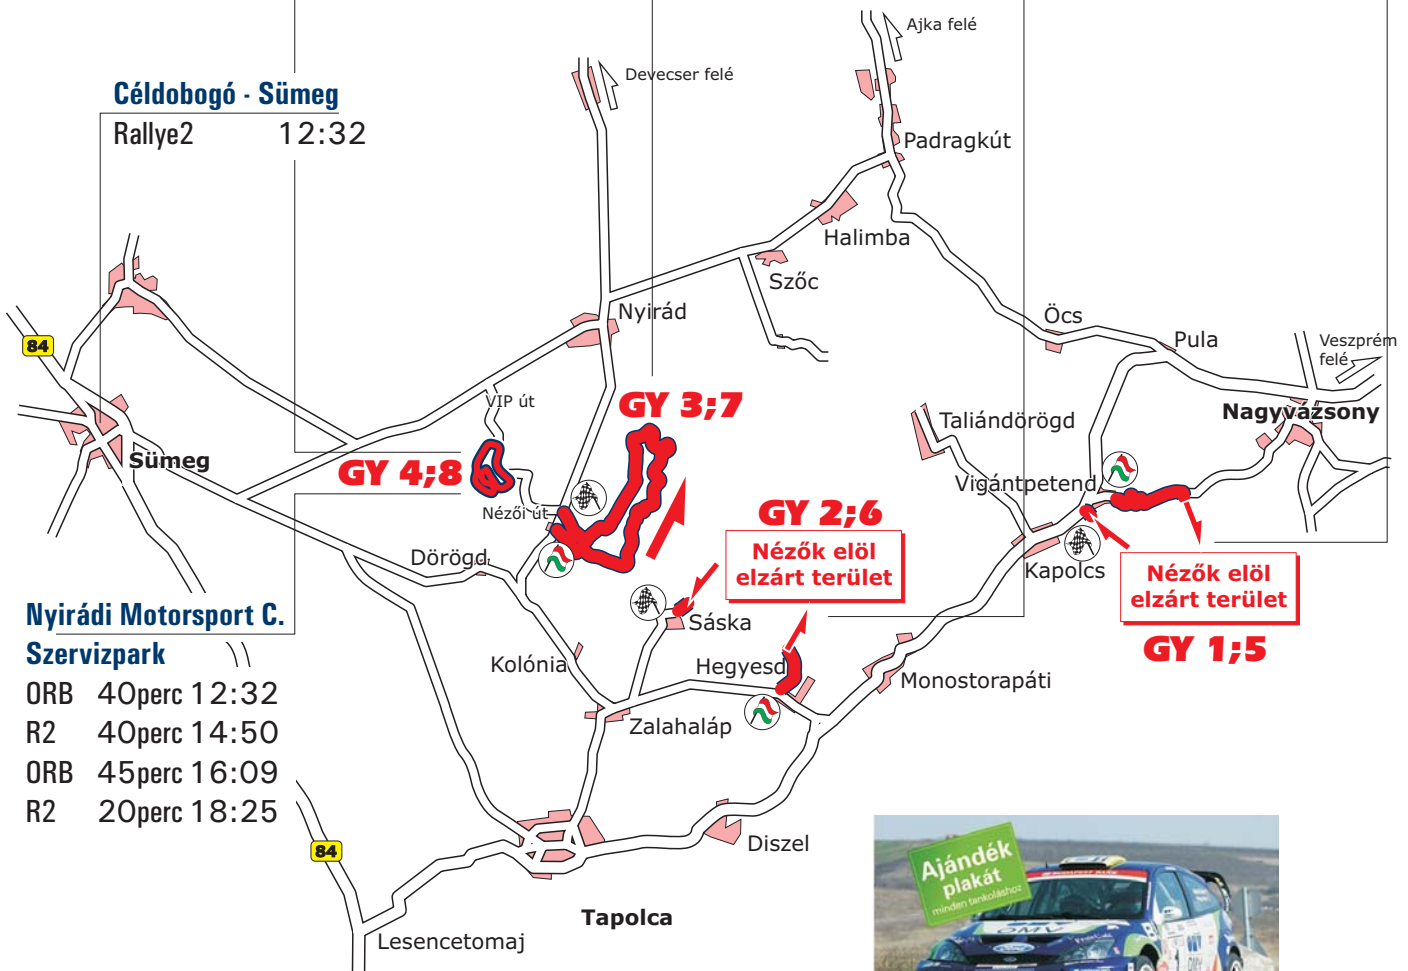 Ajka felé
Devecser felé
Céldobogó - Sümeg
Rallye2 12:32
Padragkút
Halimba
Szőc
Nyirád
Öcs
Pula
Veszprém
felé
84
VIP út
GY 3;7
Taliándörögd
Nagyvázsony
Sümeg
GY 4;8
Vigántpetend
Nézői út
GY 2;6
Nézők elöl
elzárt terület
Dörögd
Kapolcs
Nézők elöl
elzárt terület
GY 1;5
Sáska
Nyirádi Motorsport C.
Szervizpark
ORB 40perc 12:32
R2 40perc 14:50
ORB 45perc 16:09
R2 20perc 18:25
Kolónia
Hegyesd
Monostorapáti
Zalahaláp
84
Diszel
Ajándék
plakát
minden tankoláshoz
Tapolca
Lesencetomaj
OMV